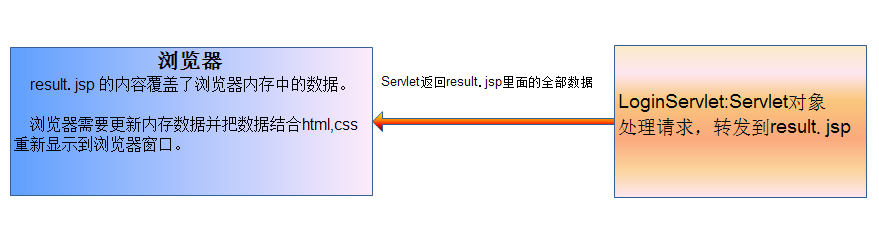 浏览器
result.jsp 的内容覆盖了浏览器内存中的数据。
浏览器需要更新内存数据并把数据结合html,css
重新显示到浏览器窗口。
Servlet返回result.jsp里面的全部数据
LoginServlet:Servlet对象
处理请求，转发到result.jsp